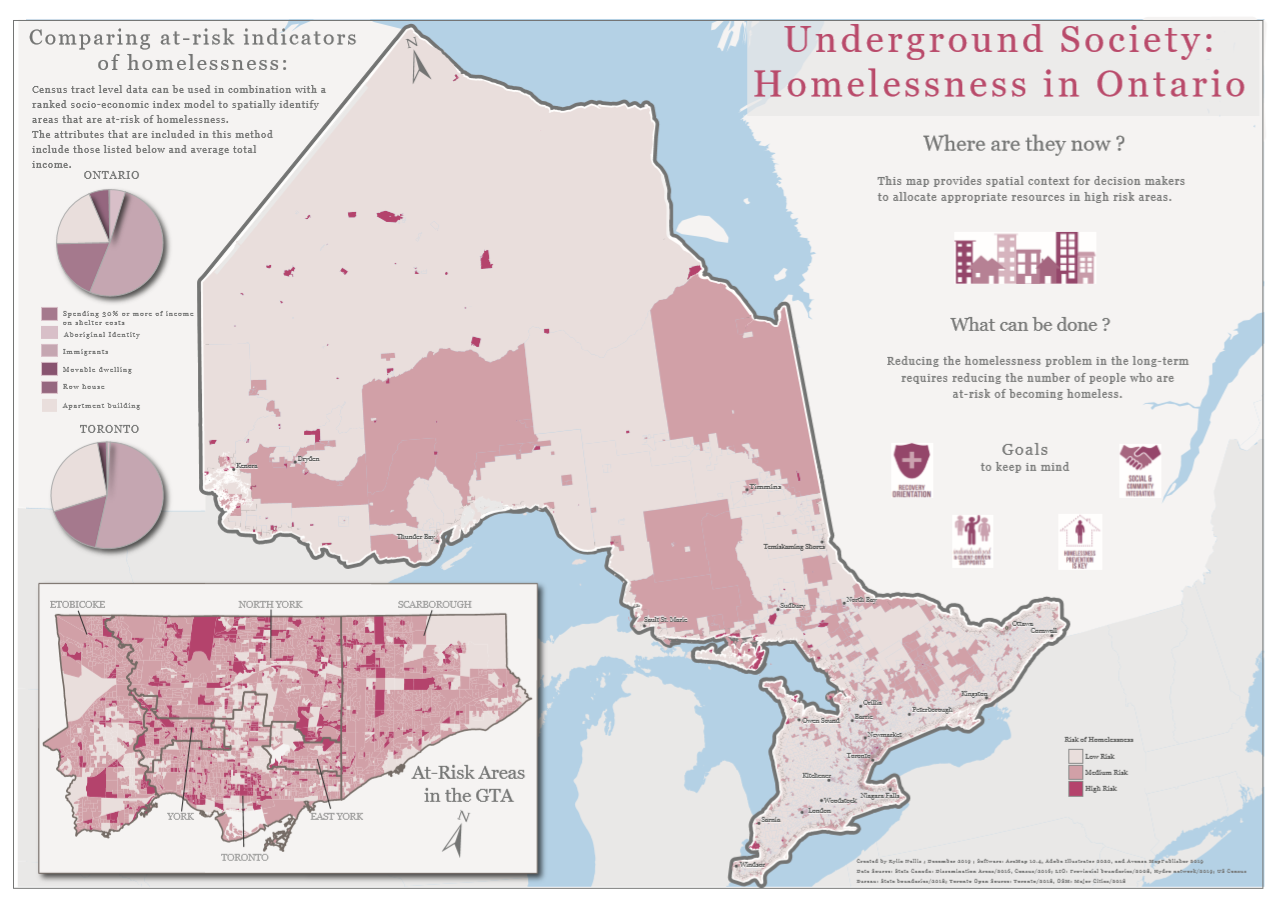 Comparing at-risk indicators
of homelessness:
Census tract level data can be used in combination with a
ranked socio-economic index model to spatially identify
areas that are at-risk of homelessness.
The attributes that are included in this method
include those listed below and average total
income.
ONTARIO
Spending 30% or more of income
on shelter costs
Aboriginal Identity
Immigrants
Movable dwelling
Row house
Apartment building
TORONTO
N
Underground Society:
Homelessness in Ontario
Where are they now ?
This map provides spatial context for decision makers
to allocate appropriate resources in high risk areas.
What can be done ?
Reducing the homelessness problem in the long-term
requires reducing the number of people who are
at-risk of becoming homeless.
Goals
to keep in mind
RECOVERY
ORIENTATION
SOCIAL &
COMMUNITY
INTEGRATION
INDIVIDUALIZED
& CLIENT-DRIVEN
SUPPORTS
HOMELESSNESS
PREVENTION
IS KEY
Kenora
Dryden
Thunder Bay
Timmins
Temiskaming Shores
Sault St. Marie
Sudbury
North Bay
Ottawa
Cornwall
Kingston
Peterborough
Orillia
Barrie
Owen Sound
Newmarket
Toronto
Kitchener
Niagara Falls
Woodstock
London
Sarnia
Windsor
Risk of Homelessness
Low Risk
Medium Risk
High Risk
ETOBICOKE
NORTH YORK
SCARBOROUGH
YORK
EAST YORK
TORONTO
At-Risk Areas
in the GTA
N
Created by Kylie Hallis ; November 2019 ; Software: ArcMap 10.4, Adobe Illustrator 2020, and Avenza MapPublisher 2019
Data Source: Stats Canada: Dissemination Areas/2016, Census/2016; LIO: Provincial boundaries/2008, Hydro network/2019; US Census
Bureau: State boundaries/2018; Toronto Open Source: Toronto/2018, OSM: Major Cities/2018